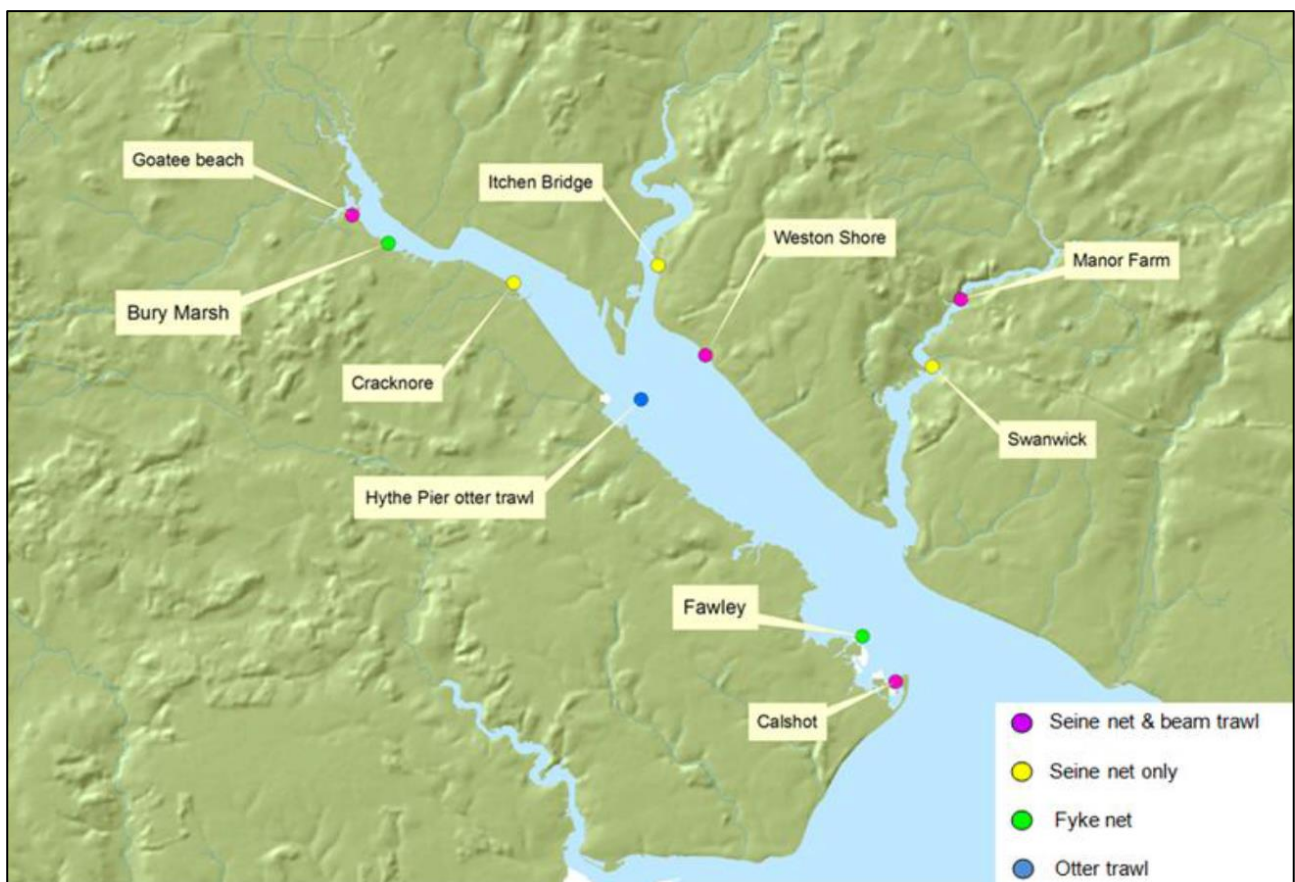 Goatee beach
Itchen Bridge
Weston Shore
Manor Farm
Bury Marsh
Cracknore
Swanwick
Hythe Pier otter trawl
Fawley
Calshot
Seine net & beam trawl
Seine net only
Fyke net
Otter trawl